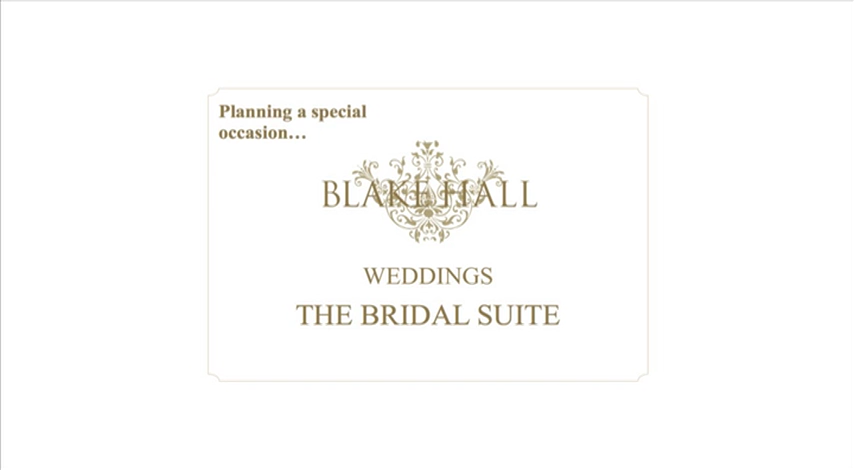 Planning a special
occasion…
BLAKE HALL
WEDDINGS
THE BRIDAL SUITE